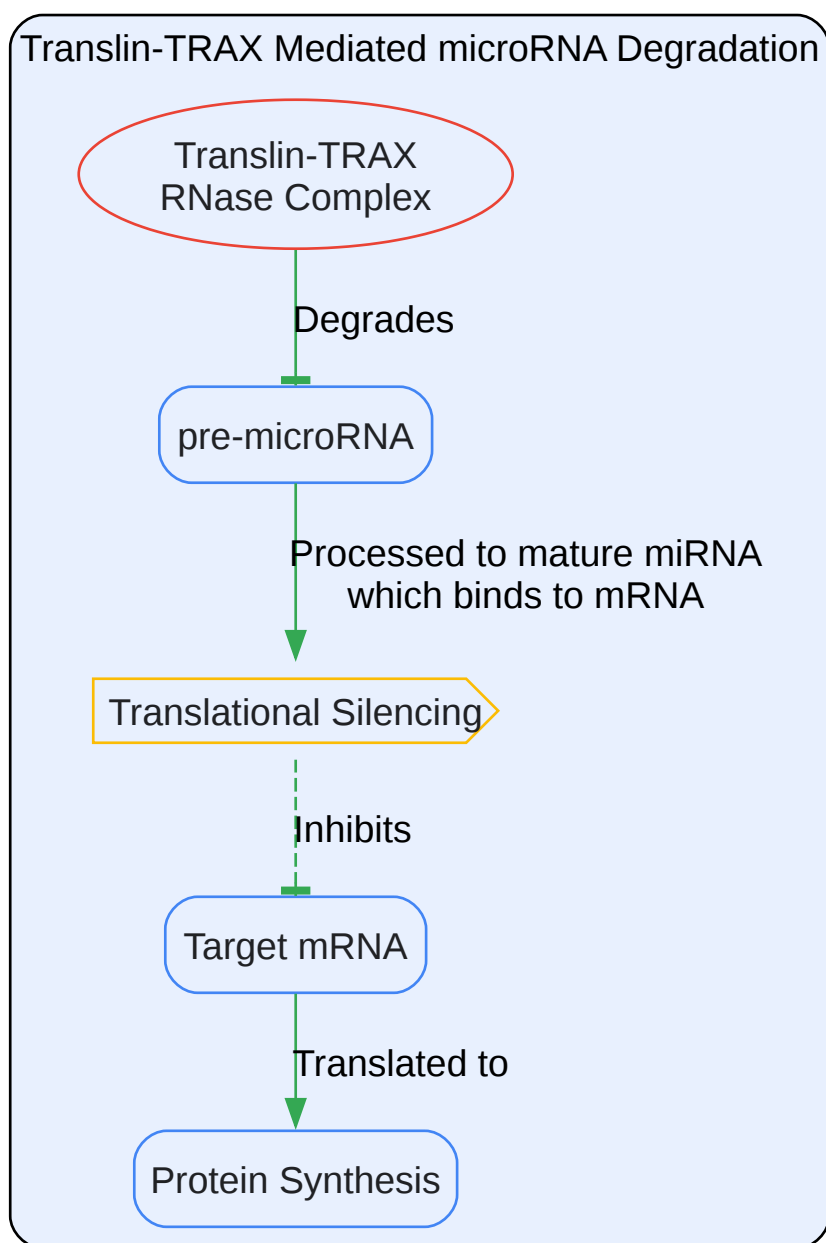 Translin-TRAX Mediated microRNA Degradation
Translin-TRAX
RNase Complex
Degrades
pre-microRNA
Processed to mature miRNA
which binds to mRNA
Translational Silencing
Inhibits
Target mRNA
Translated to
Protein Synthesis